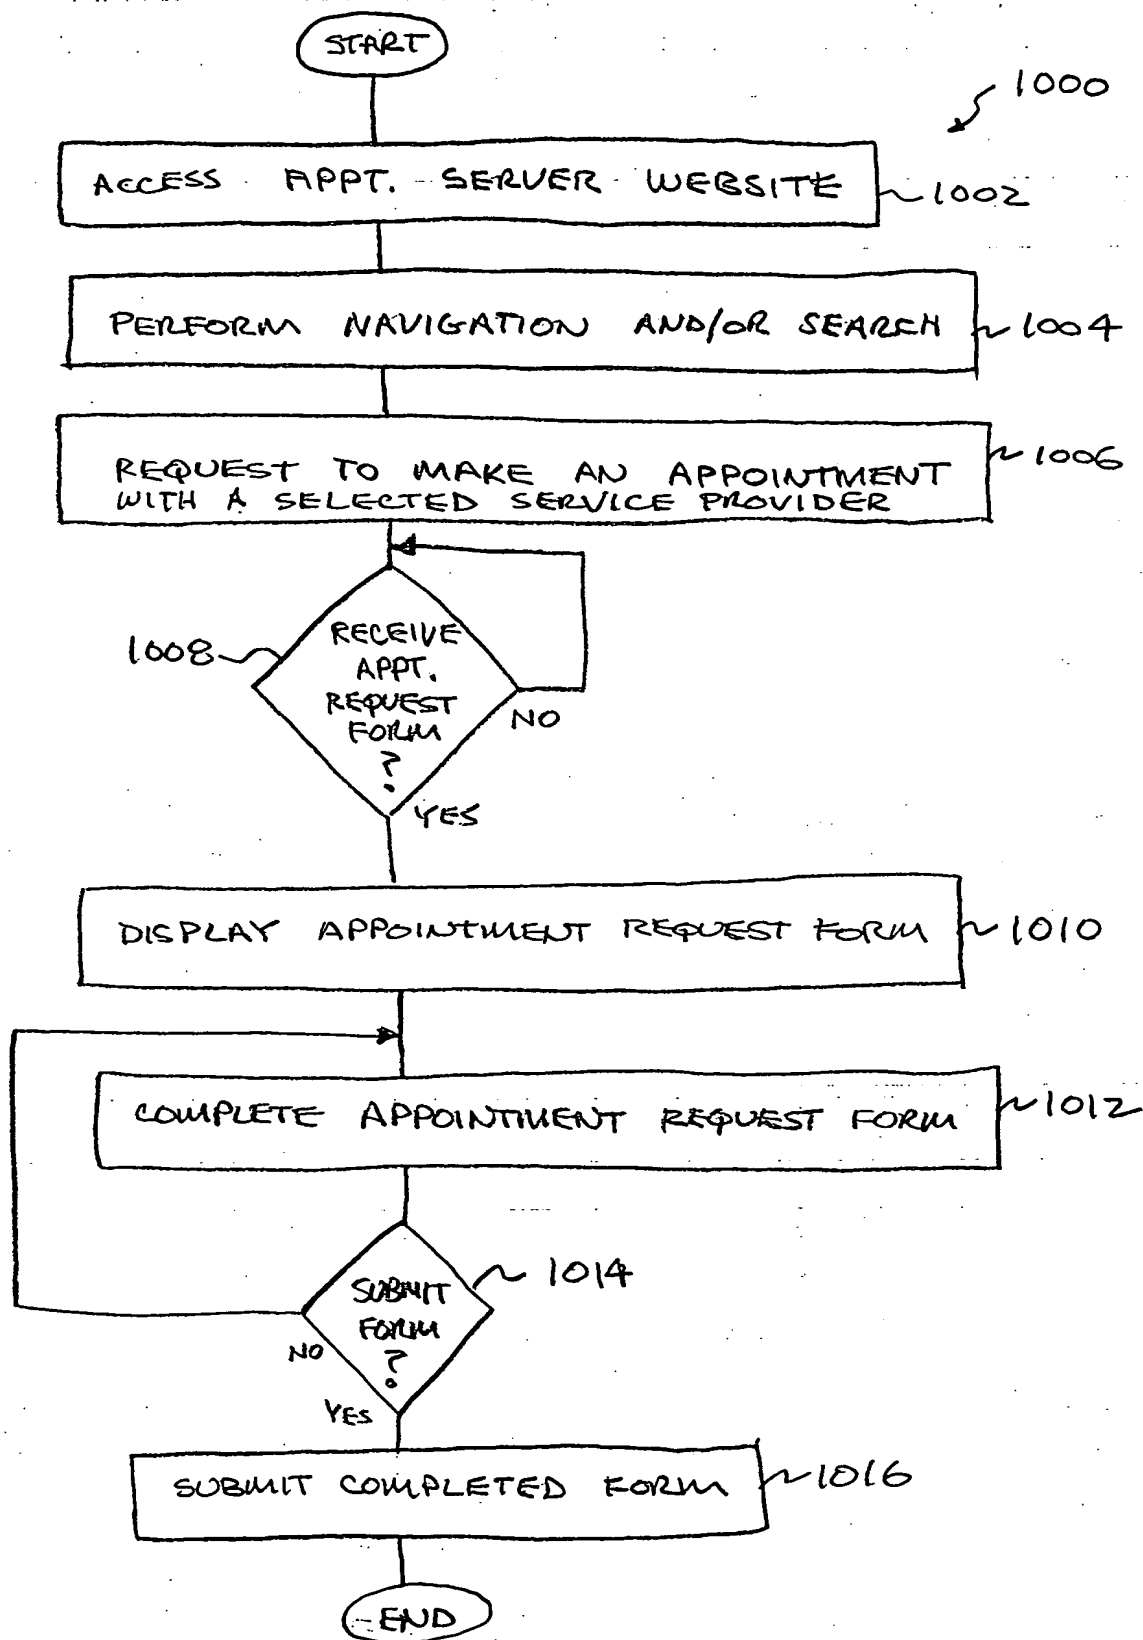 START
1000
ACCESS APPT. SERVER WEBSITE
1002
PERFORM NAVIGATION AND/OR SEARCH
1004
REQUEST TO MAKE AN APPOINTMENT
WITH A SELECTED SERVICE PROVIDER
1006
1008
RECEIVE
APPT.
REQUEST
FORM
?
NO
YES
DISPLAY APPOINTMENT REQUEST FORM
1010
COMPLETE APPOINTMENT REQUEST FORM
1012
SUBMIT
FORM
?
1014
NO
YES
SUBMIT COMPLETED FORM
1016
END